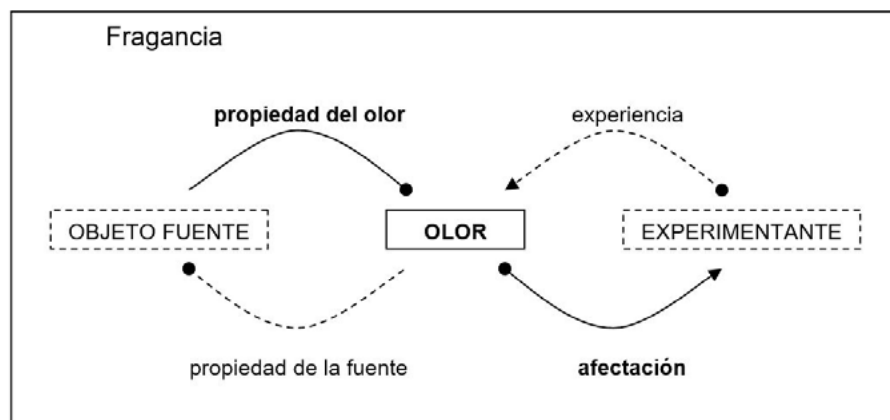 Fragancia
propiedad del olor
experiencia
OBJETO FUENTE
OLOR
EXPERIMENTANTE
propiedad de la fuente
afectación